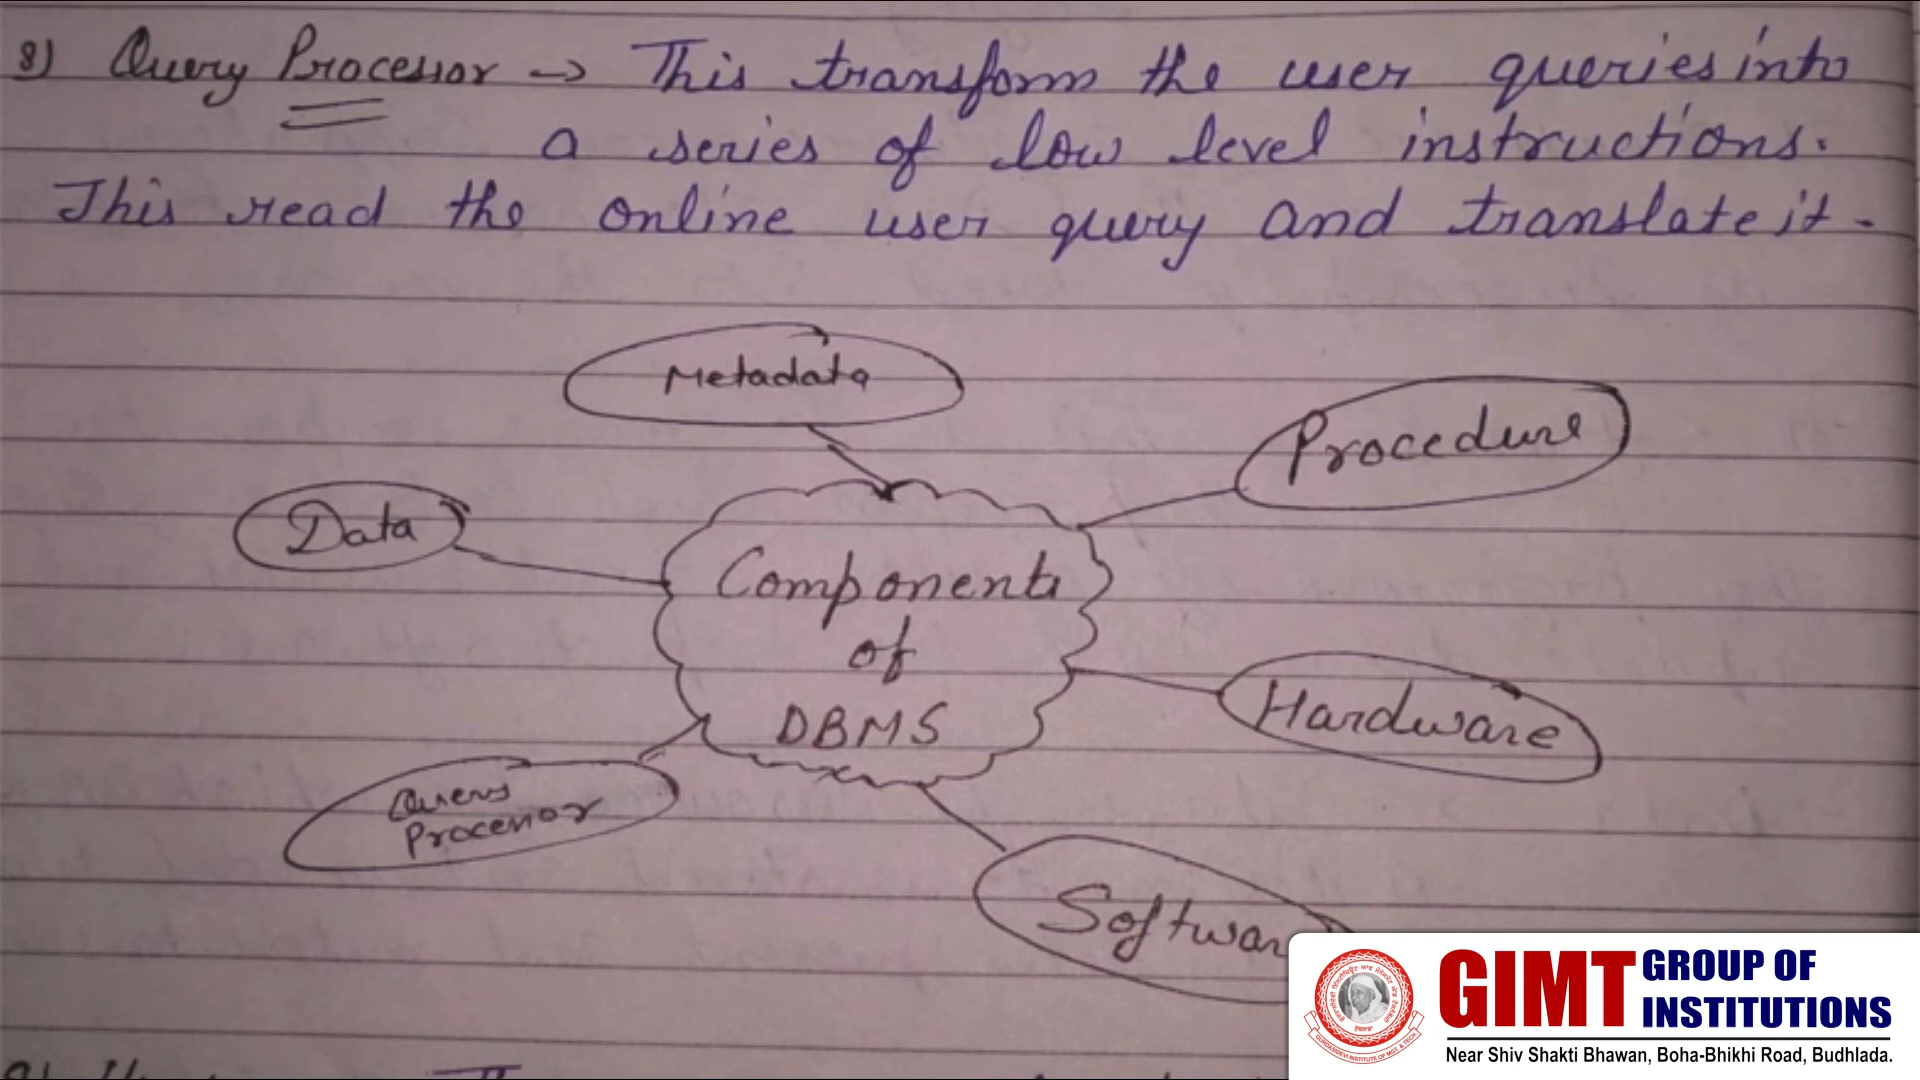 8) Query Processor → This transform the user queries into
a series of low level instructions.
This read the online user query and translate it.
Metadata
Procedure
Data
Components
of
DBMS
Hardware
Query
Processor
Softwar
GIMT GROUP OF
INSTITUTIONS
Near Shiv Shakti Bhawan, Boha-Bhikhi Road, Budhlada.